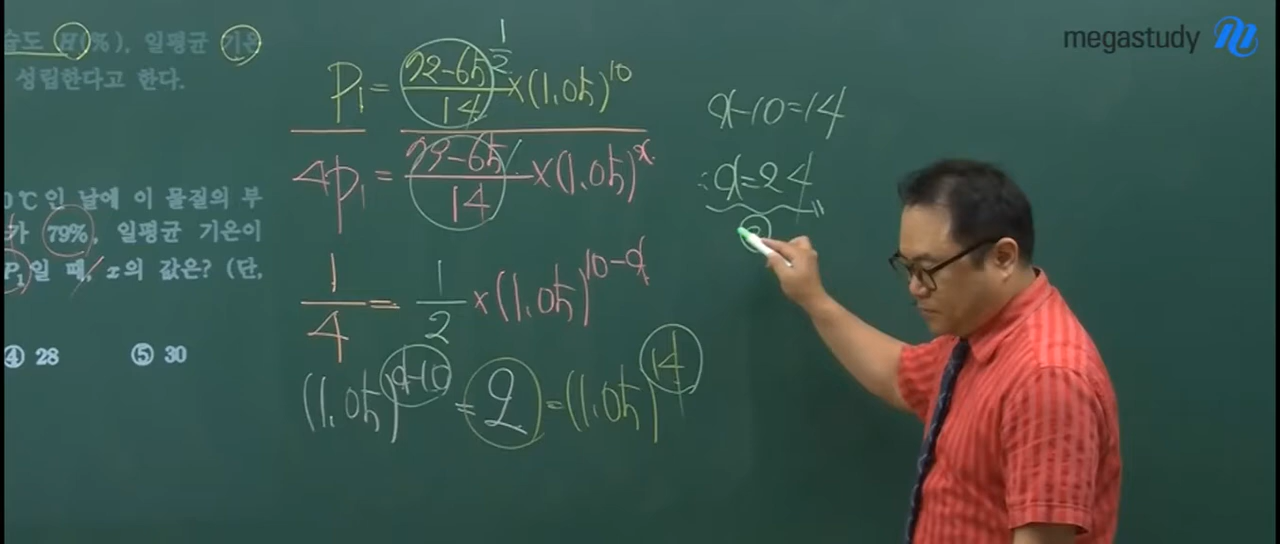 megastudy
습도 H(%), 일평균 기온
성립한다고 한다.
0℃인 날에 이 물질의 부
가 79%, 일평균 기온이
P₁일 때, x의 값은? (단,
④ 28 ⑤ 30
P₁ = (72-65)/14 × (1.05)^10
1/2
4P₁ = (79-65)/14 × (1.05)^x
1/4 = 1/2 × (1.05)^(10-x)
(1.05)^(x-10) = 2 = (1.05)^14
x-10=14
∴ x=24